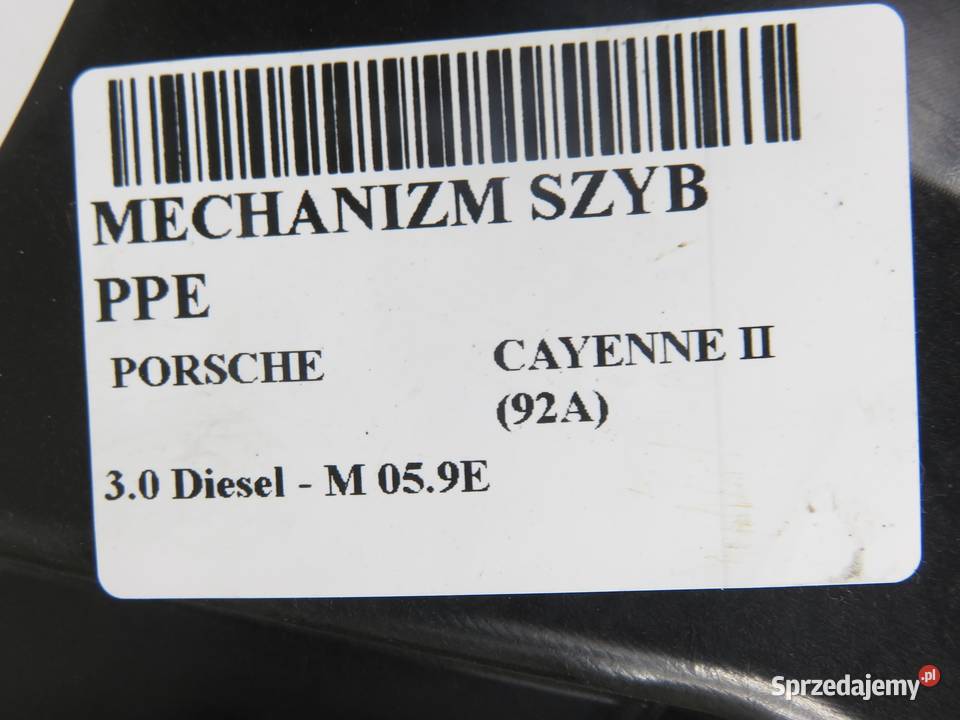 MECHANIZM SZYB
PPE
PORSCHE CAYENNE II
(92A)
3.0 Diesel - M 05.9E
Sprzedajemy.pl